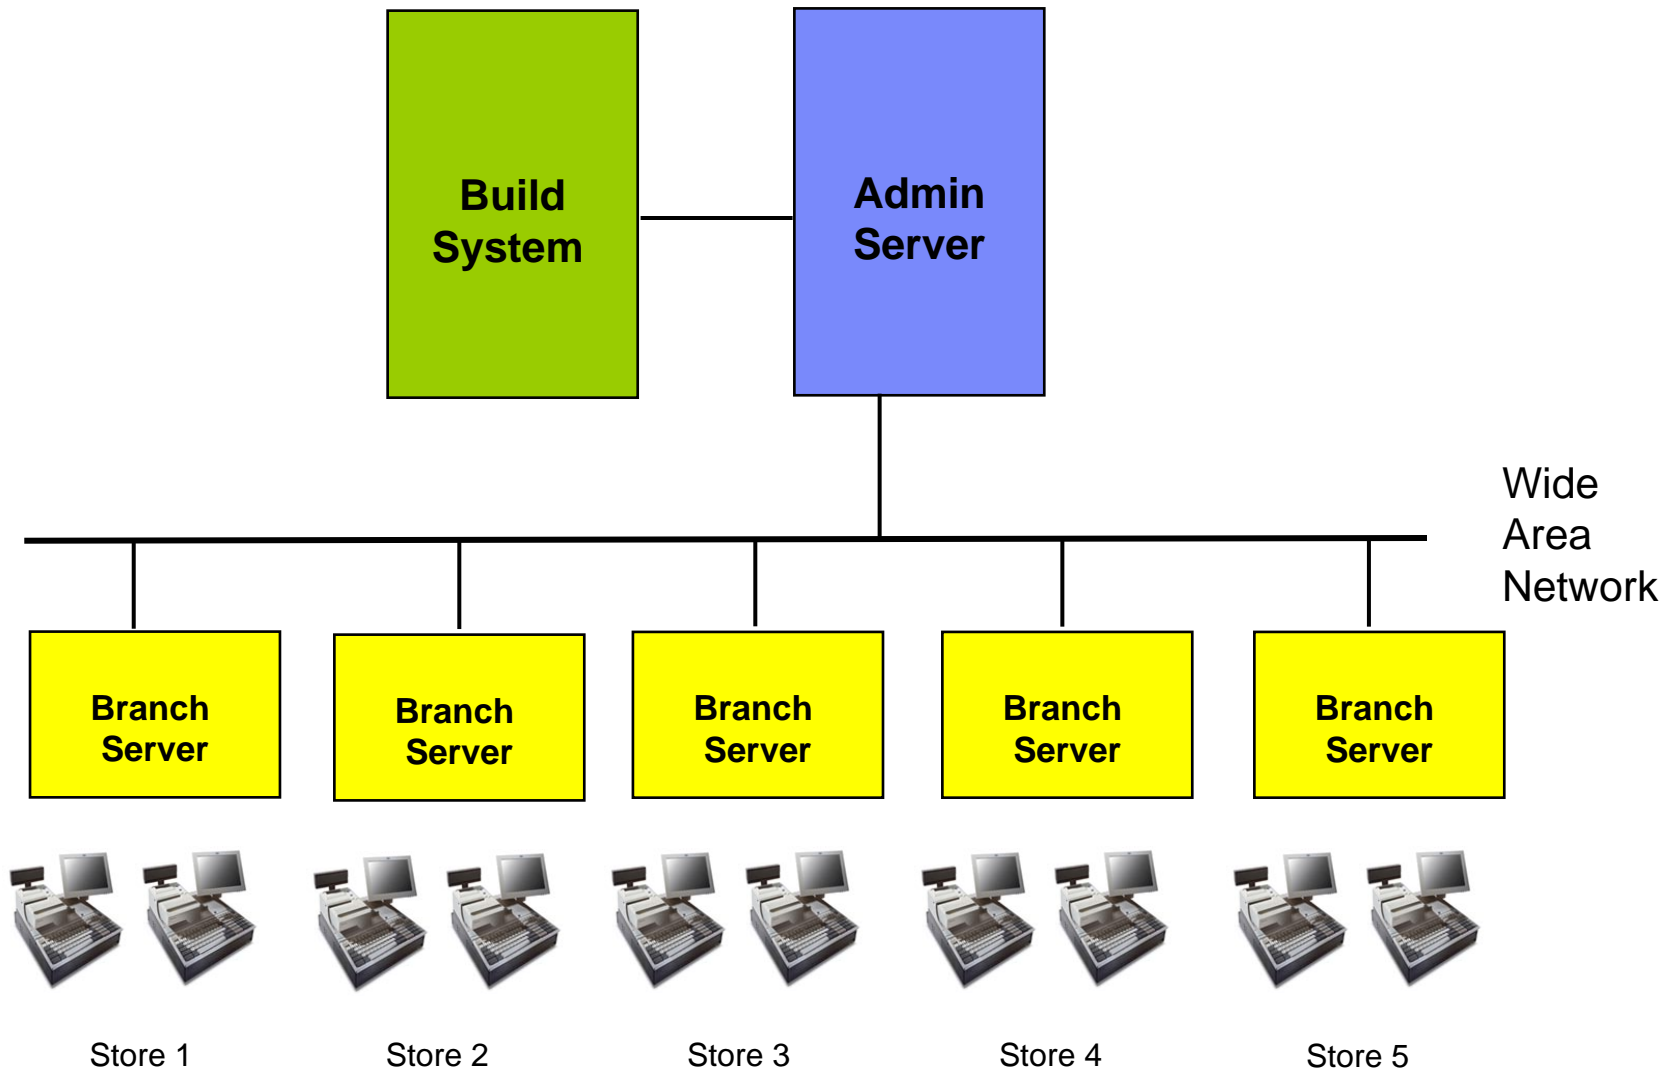 Build
System
Admin
Server
Wide
Area
Network
Branch
Server
Branch
Server
Branch
Server
Branch
Server
Branch
Server
Store 1
Store 2
Store 3
Store 4
Store 5